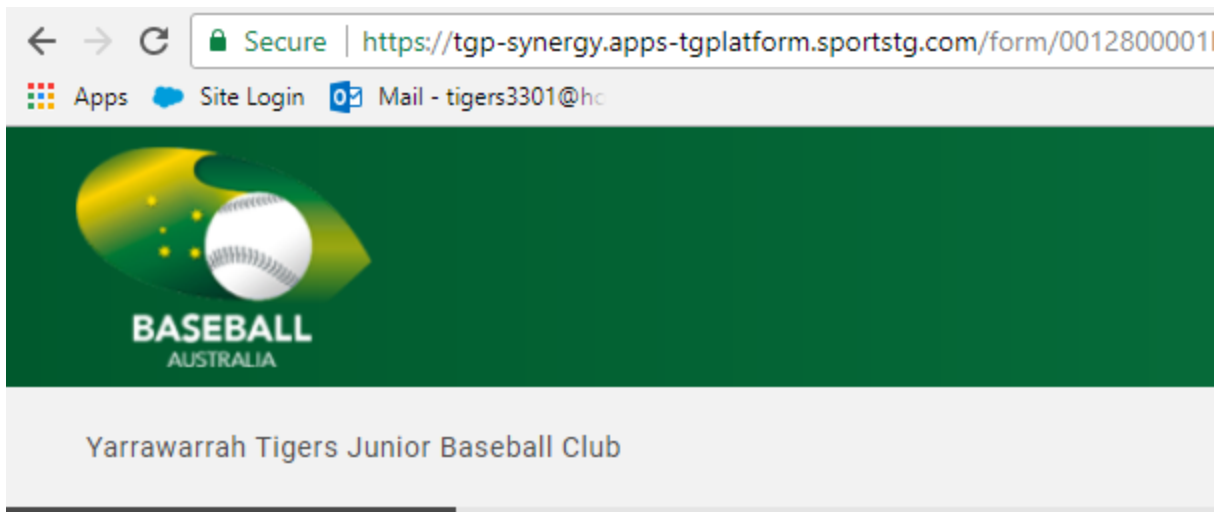 Secure | https://tgp-synergy.apps-tgplatform.sportstg.com/form/0012800001
Apps Site Login Mail - tigers3301@hc
BASEBALL
AUSTRALIA
Yarrawarrah Tigers Junior Baseball Club